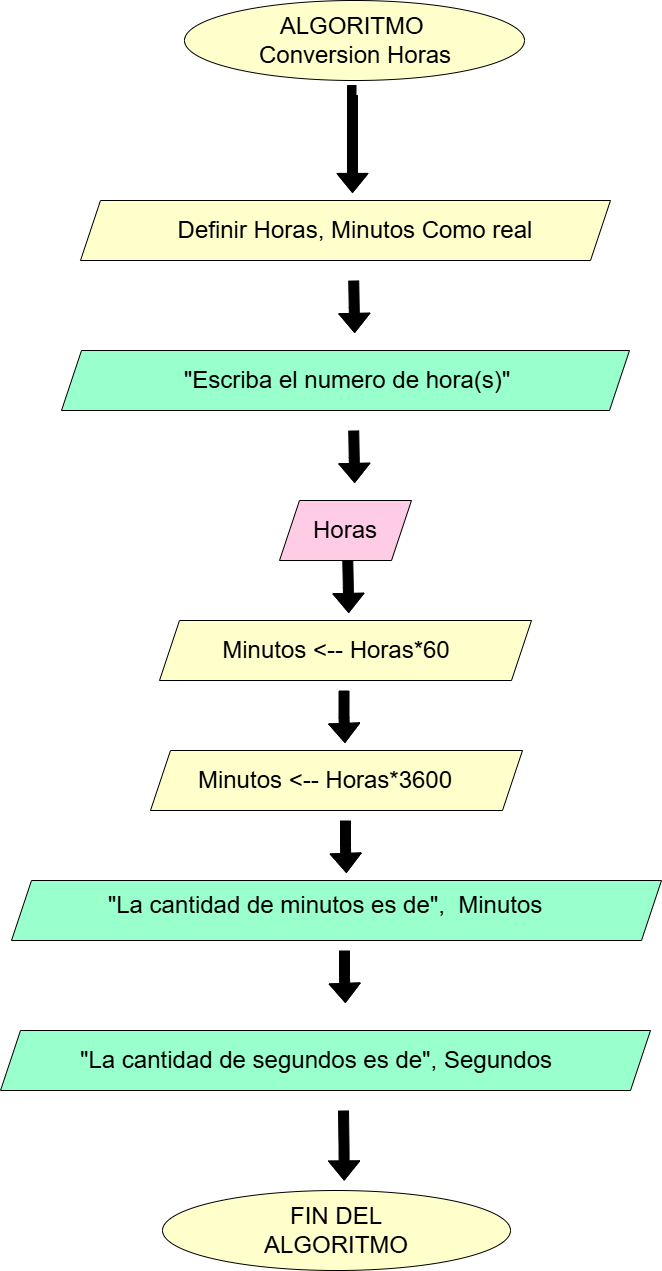 ALGORITMO
Conversion Horas
Definir Horas, Minutos Como real
"Escriba el numero de hora(s)"
Horas
Minutos <-- Horas*60
Minutos <-- Horas*3600
"La cantidad de minutos es de",  Minutos
"La cantidad de segundos es de", Segundos
FIN DEL
ALGORITMO